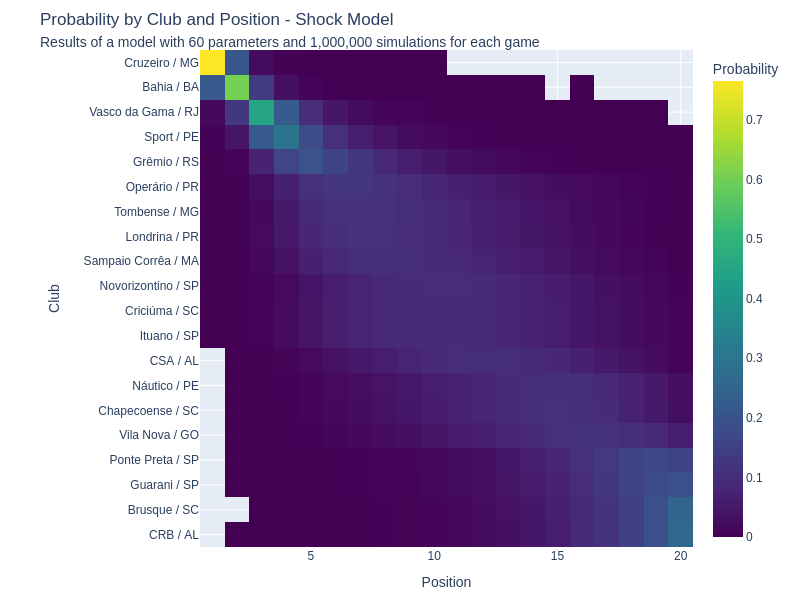 Probability by Club and Position - Shock Model
Results of a model with 60 parameters and 1,000,000 simulations for each game
Probability
Club
Cruzeiro / MG
Bahia / BA
Vasco da Gama / RJ
Sport / PE
Grêmio / RS
Operário / PR
Tombense / MG
Londrina / PR
Sampaio Corrêa / MA
Novorizontino / SP
Criciúma / SC
Ituano / SP
CSA / AL
Náutico / PE
Chapecoense / SC
Vila Nova / GO
Ponte Preta / SP
Guarani / SP
Brusque / SC
CRB / AL
5 10 15 20
Position
0.7
0.6
0.5
0.4
0.3
0.2
0.1
0